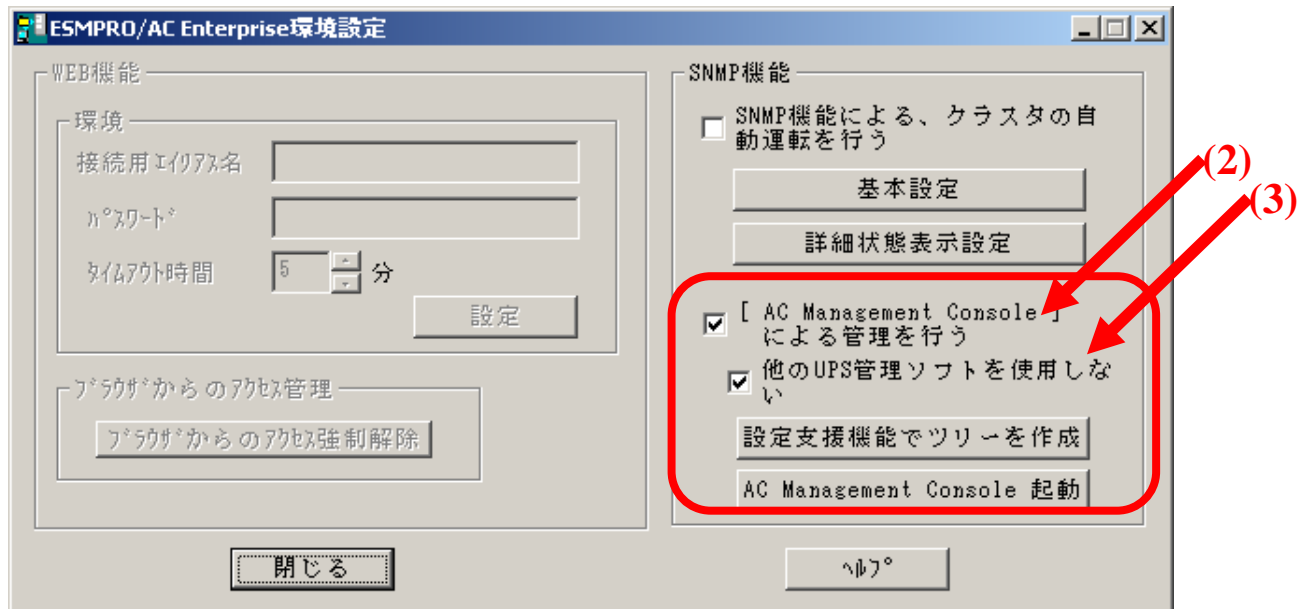 ESMPRO/AC Enterprise環境設定
WEB機能
環境
接続用ｴｲﾘｱｽ名
ﾊﾟｽﾜｰﾄﾞ
ﾀｲﾑｱｳﾄ時間
5
分
設定
ﾌﾞﾗｳｻﾞからのｱｸｾｽ管理
ﾌﾞﾗｳｻﾞからのｱｸｾｽ強制解除
SNMP機能
SNMP機能による、クラスタの自
動運転を行う
基本設定
詳細状態表示設定
[ AC Management Console ]
による管理を行う
他のUPS管理ソフトを使用しな
い
設定支援機能でツリーを作成
AC Management Console 起動
(2)
(3)
閉じる
ﾍﾙﾌﾟ